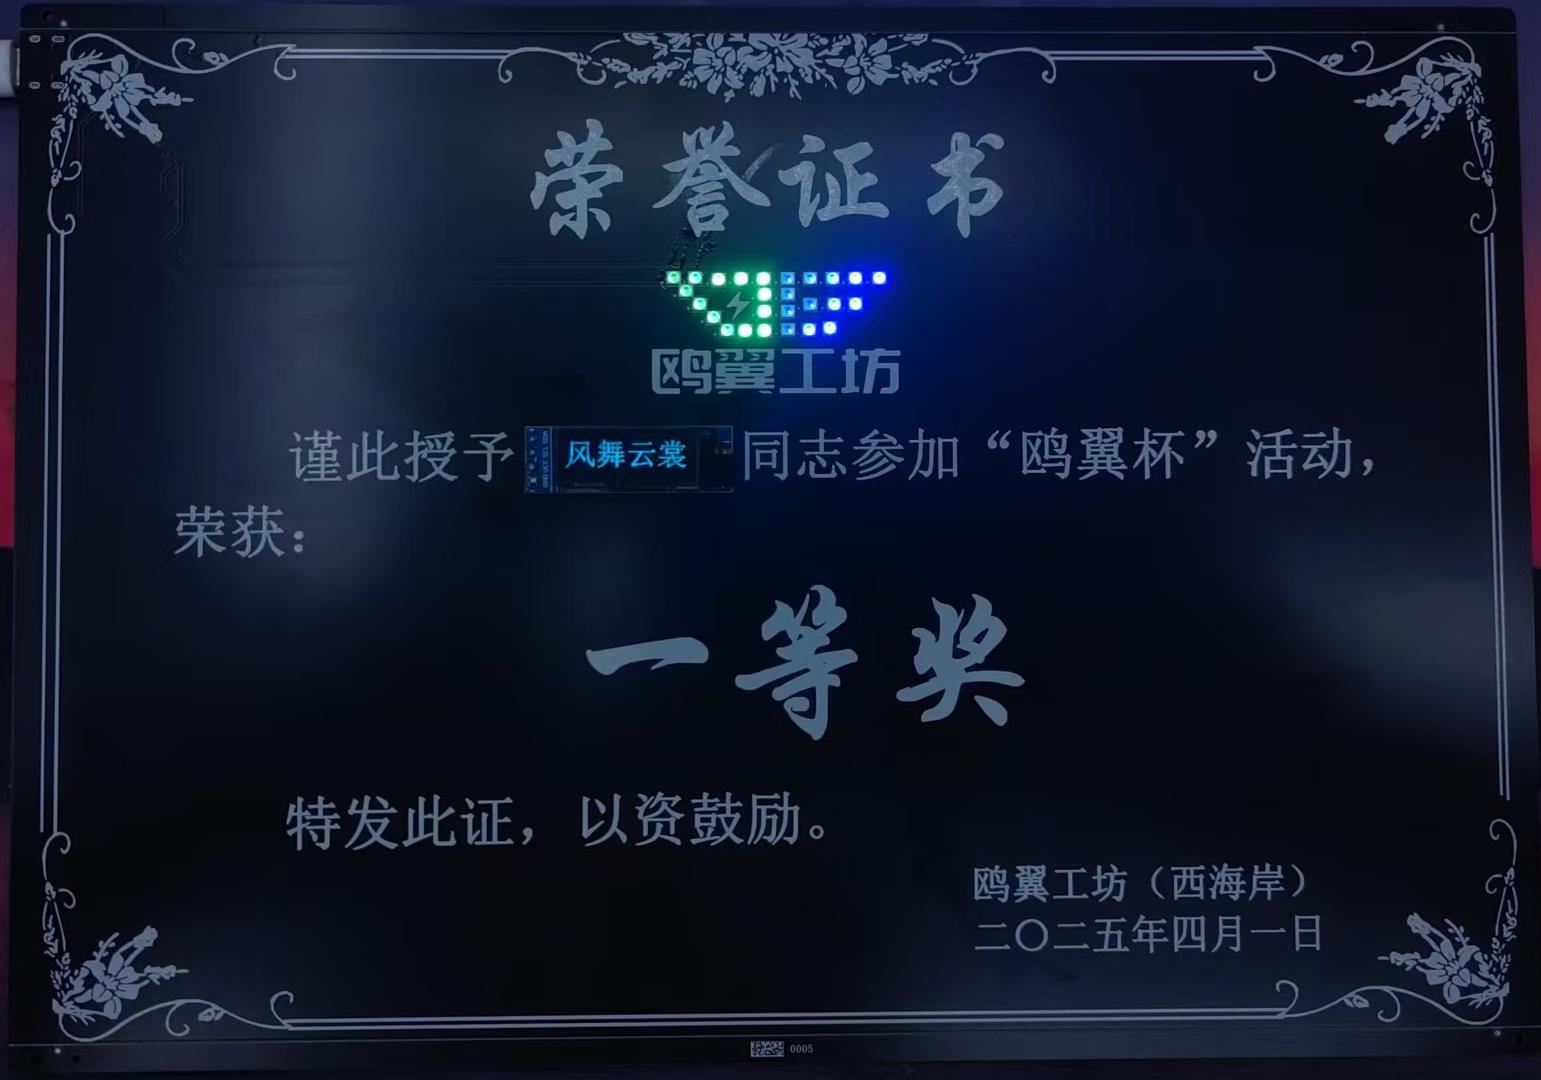 荣誉证书
鸥翼工坊
谨此授予 风舞云裳 同志参加“鸥翼杯”活动，
荣获：
一等奖
特发此证，以资鼓励。
鸥翼工坊（西海岸）
二〇二五年四月一日
0005